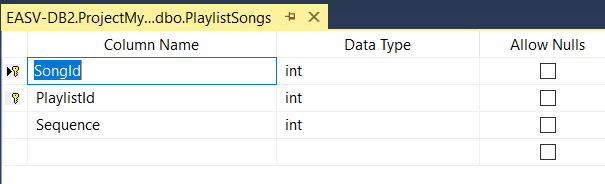 EASV-DB2.ProjectMy...dbo.PlaylistSongs
Column Name Data Type Allow Nulls
SongId int
PlaylistId int
Sequence int